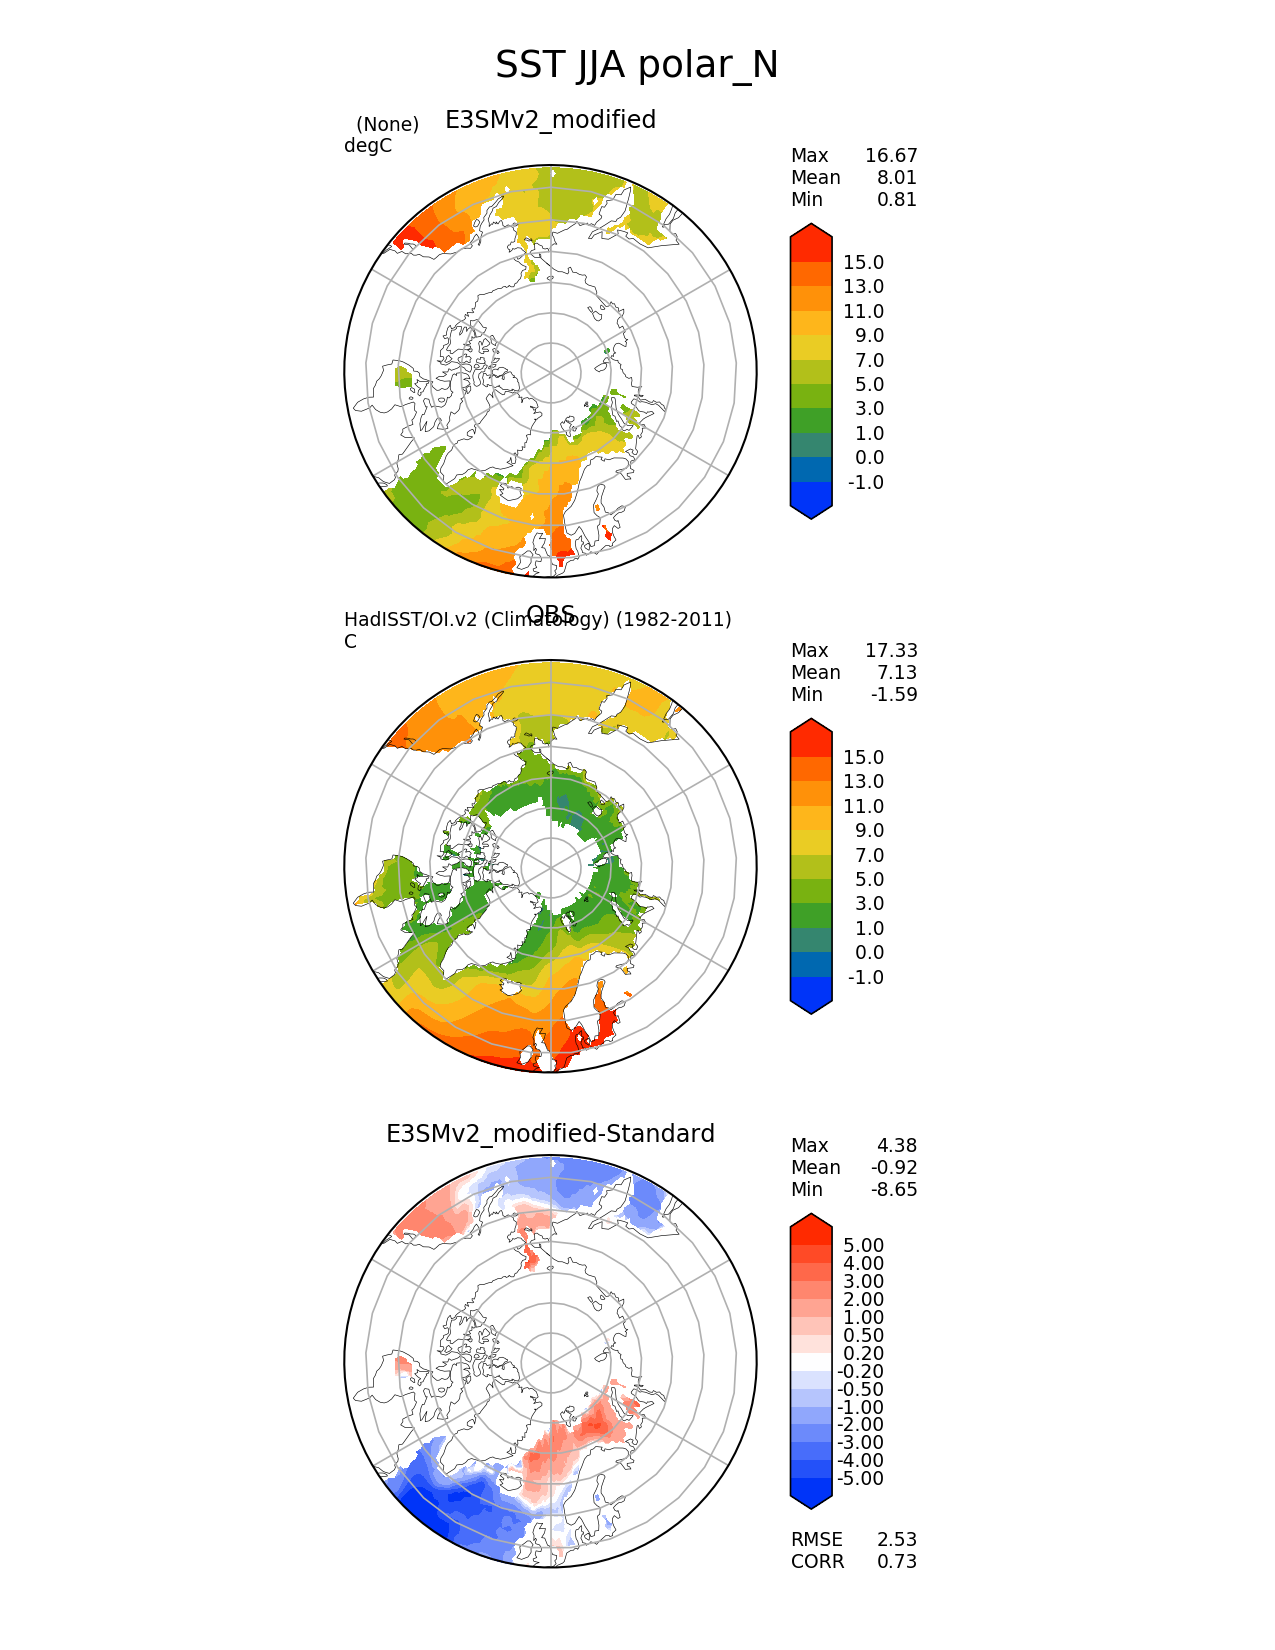 SST JJA polar_N
E3SMv2_modified
(None)
degC
Max 16.67
Mean 8.01
Min 0.81
15.0
13.0
11.0
9.0
7.0
5.0
3.0
1.0
0.0
-1.0
OBS
HadISST/OI.v2 (Climatology) (1982-2011)
C
Max 17.33
Mean 7.13
Min -1.59
15.0
13.0
11.0
9.0
7.0
5.0
3.0
1.0
0.0
-1.0
E3SMv2_modified-Standard
Max 4.38
Mean -0.92
Min -8.65
5.00
4.00
3.00
2.00
1.00
0.50
0.20
-0.20
-0.50
-1.00
-2.00
-3.00
-4.00
-5.00
RMSE 2.53
CORR 0.73